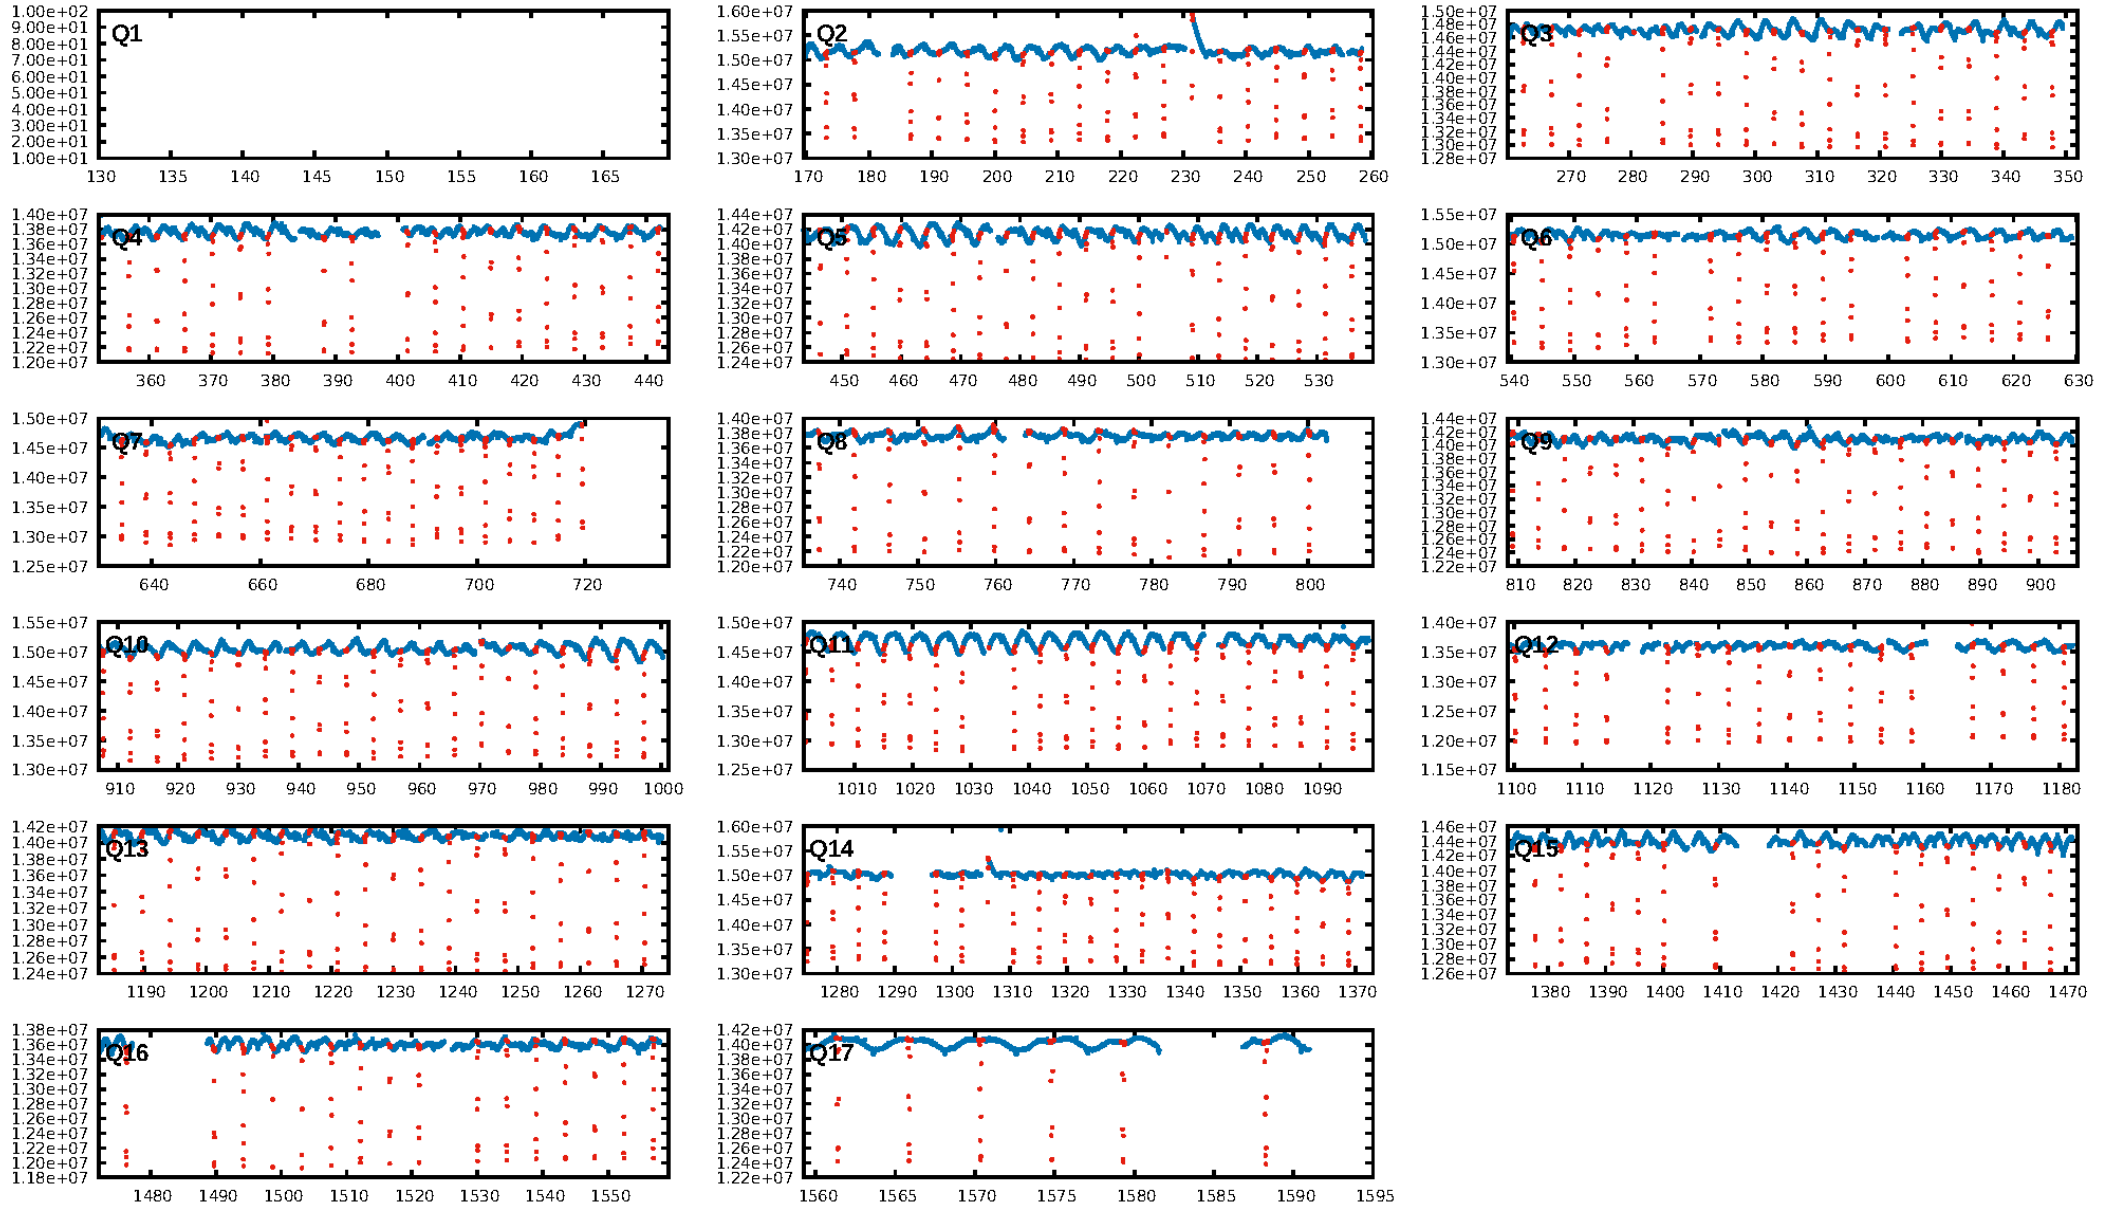 1.00e+02
Q1
9.00e+01
8.00e+01
7.00e+01
6.00e+01
5.00e+01
4.00e+01
3.00e+01
2.00e+01
1.00e+01
130 135 140 145 150 155 160 165
1.60e+07
Q2
1.55e+07
1.50e+07
1.45e+07
1.40e+07
1.35e+07
1.30e+07
170 180 190 200 210 220 230 240 250 260
1.50e+07
1.48e+07
Q3
1.46e+07
1.44e+07
1.42e+07
1.40e+07
1.38e+07
1.36e+07
1.34e+07
1.32e+07
1.30e+07
1.28e+07
270 280 290 300 310 320 330 340 350
1.40e+07
1.38e+07
Q4
1.36e+07
1.34e+07
1.32e+07
1.30e+07
1.28e+07
1.26e+07
1.24e+07
1.22e+07
1.20e+07
360 370 380 390 400 410 420 430 440
1.44e+07
1.42e+07
Q5
1.40e+07
1.38e+07
1.36e+07
1.34e+07
1.32e+07
1.30e+07
1.28e+07
1.26e+07
1.24e+07
450 460 470 480 490 500 510 520 530
1.55e+07
Q6
1.50e+07
1.45e+07
1.40e+07
1.35e+07
1.30e+07
540 550 560 570 580 590 600 610 620 630
1.50e+07
Q7
1.45e+07
1.40e+07
1.35e+07
1.30e+07
1.25e+07
640 660 680 700 720
1.40e+07
1.38e+07
Q8
1.36e+07
1.34e+07
1.32e+07
1.30e+07
1.28e+07
1.26e+07
1.24e+07
1.22e+07
1.20e+07
740 750 760 770 780 790 800
1.44e+07
1.42e+07
Q9
1.40e+07
1.38e+07
1.36e+07
1.34e+07
1.32e+07
1.30e+07
1.28e+07
1.26e+07
1.24e+07
1.22e+07
810 820 830 840 850 860 870 880 890 900
1.55e+07
Q10
1.50e+07
1.45e+07
1.40e+07
1.35e+07
1.30e+07
910 920 930 940 950 960 970 980 990 1000
1.50e+07
Q11
1.45e+07
1.40e+07
1.35e+07
1.30e+07
1.25e+07
1010 1020 1030 1040 1050 1060 1070 1080 1090
1.40e+07
Q12
1.35e+07
1.30e+07
1.25e+07
1.20e+07
1.15e+07
1100 1110 1120 1130 1140 1150 1160 1170 1180
1.42e+07
1.40e+07
Q13
1.38e+07
1.36e+07
1.34e+07
1.32e+07
1.30e+07
1.28e+07
1.26e+07
1.24e+07
1190 1200 1210 1220 1230 1240 1250 1260 1270
1.60e+07
Q14
1.55e+07
1.50e+07
1.45e+07
1.40e+07
1.35e+07
1.30e+07
1280 1290 1300 1310 1320 1330 1340 1350 1360 1370
1.46e+07
1.44e+07
Q15
1.42e+07
1.40e+07
1.38e+07
1.36e+07
1.34e+07
1.32e+07
1.30e+07
1.28e+07
1.26e+07
1380 1390 1400 1410 1420 1430 1440 1450 1460 1470
1.38e+07
1.36e+07
Q16
1.34e+07
1.32e+07
1.30e+07
1.28e+07
1.26e+07
1.24e+07
1.22e+07
1.20e+07
1.18e+07
1480 1490 1500 1510 1520 1530 1540 1550
1.42e+07
1.40e+07
Q17
1.38e+07
1.36e+07
1.34e+07
1.32e+07
1.30e+07
1.28e+07
1.26e+07
1.24e+07
1.22e+07
1560 1565 1570 1575 1580 1585 1590 1595